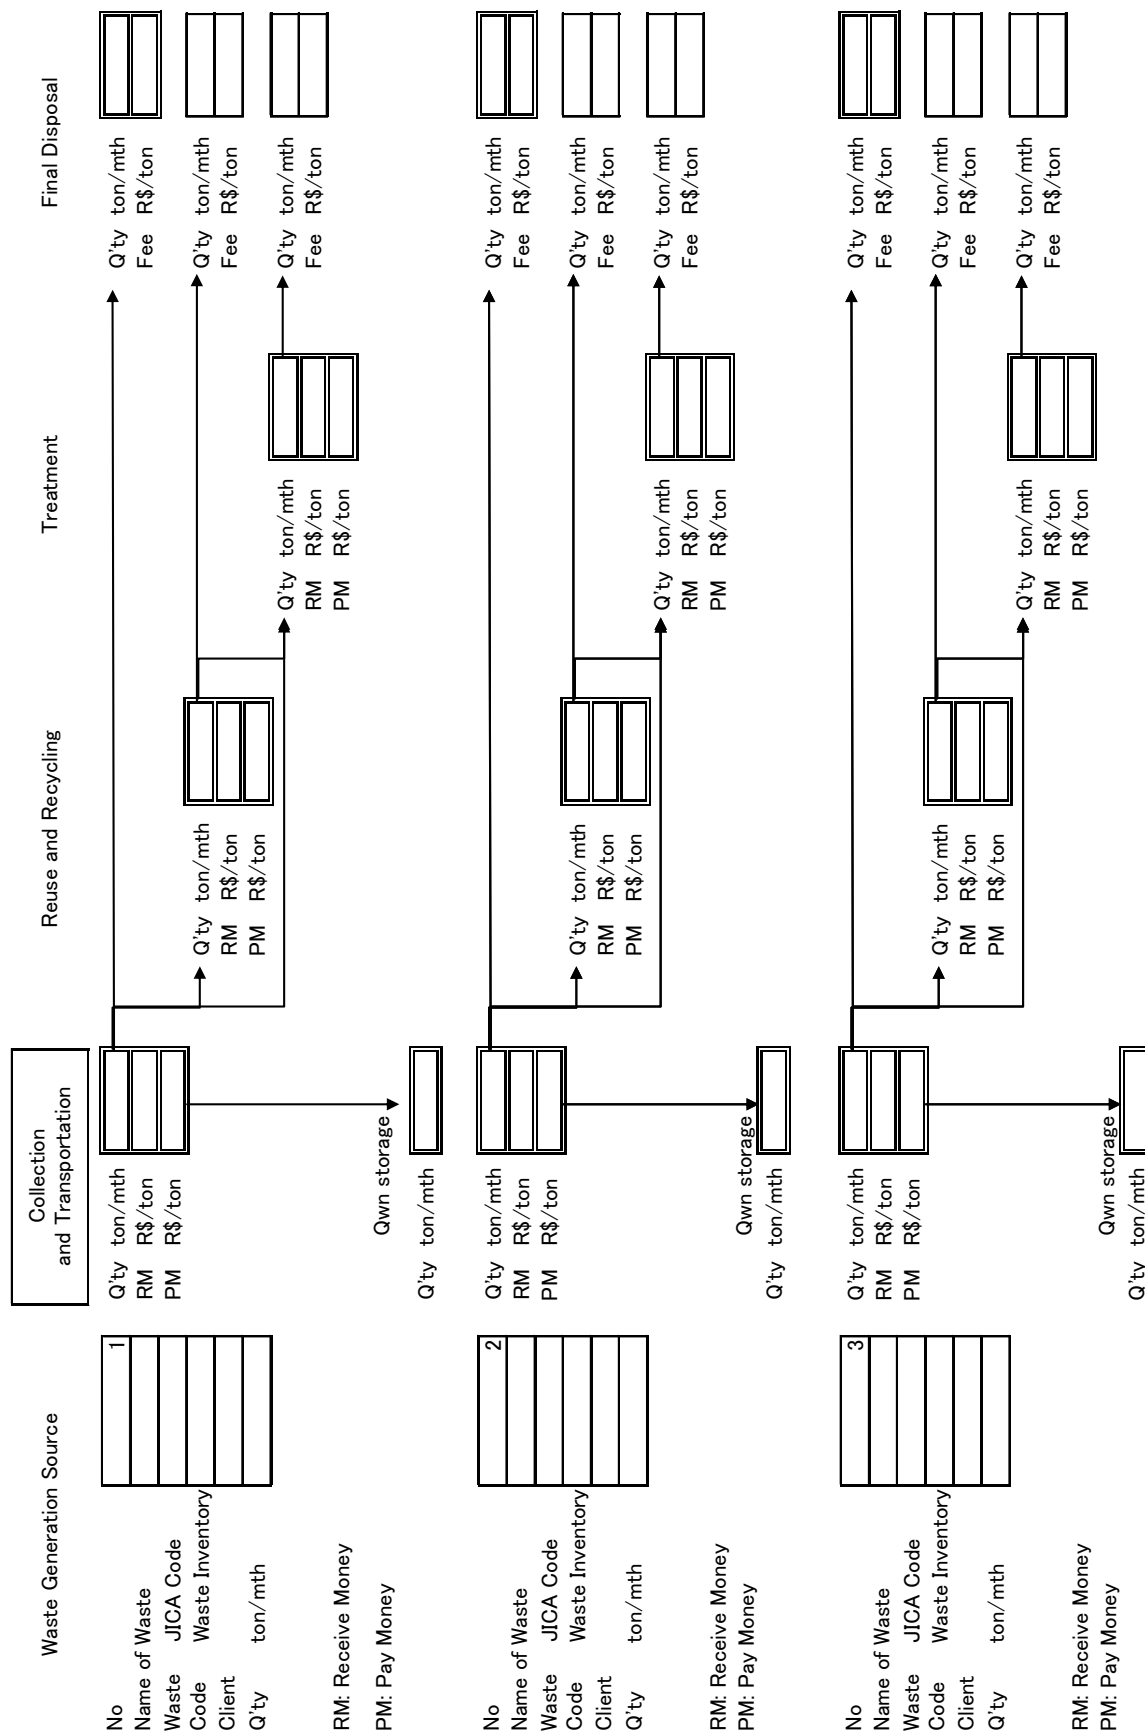 Waste Generation Source
Collection
and Transportation
Reuse and Recycling
Treatment
Final Disposal
No 1
Name of Waste
Waste JICA Code
Code Waste Inventory
Client
Q'ty ton/mth
RM: Receive Money
PM: Pay Money
Q'ty ton/mth
RM R$/ton
PM R$/ton
Qwn storage
Q'ty ton/mth
Q'ty ton/mth
RM R$/ton
PM R$/ton
Q'ty ton/mth
RM R$/ton
PM R$/ton
Q'ty ton/mth
Fee R$/ton
Q'ty ton/mth
Fee R$/ton
Q'ty ton/mth
Fee R$/ton
No 2
Name of Waste
Waste JICA Code
Code Waste Inventory
Client
Q'ty ton/mth
RM: Receive Money
PM: Pay Money
Q'ty ton/mth
RM R$/ton
PM R$/ton
Qwn storage
Q'ty ton/mth
Q'ty ton/mth
RM R$/ton
PM R$/ton
Q'ty ton/mth
RM R$/ton
PM R$/ton
Q'ty ton/mth
Fee R$/ton
Q'ty ton/mth
Fee R$/ton
Q'ty ton/mth
Fee R$/ton
No 3
Name of Waste
Waste JICA Code
Code Waste Inventory
Client
Q'ty ton/mth
RM: Receive Money
PM: Pay Money
Q'ty ton/mth
RM R$/ton
PM R$/ton
Qwn storage
Q'ty ton/mth
Q'ty ton/mth
RM R$/ton
PM R$/ton
Q'ty ton/mth
RM R$/ton
PM R$/ton
Q'ty ton/mth
Fee R$/ton
Q'ty ton/mth
Fee R$/ton
Q'ty ton/mth
Fee R$/ton